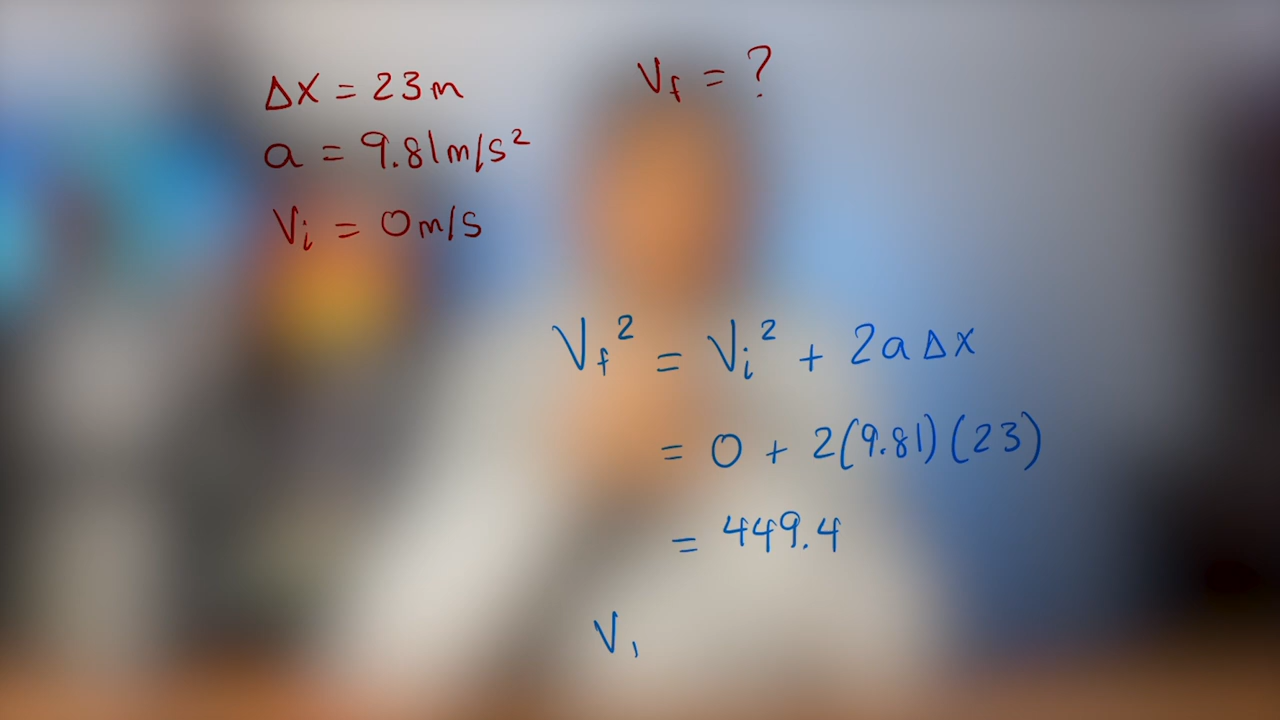 Δx = 23m
a = 9.81m/s²
Vi = 0m/s
Vf = ?
Vf² = Vi² + 2aΔx
= 0 + 2(9.81)(23)
= 449.4
V